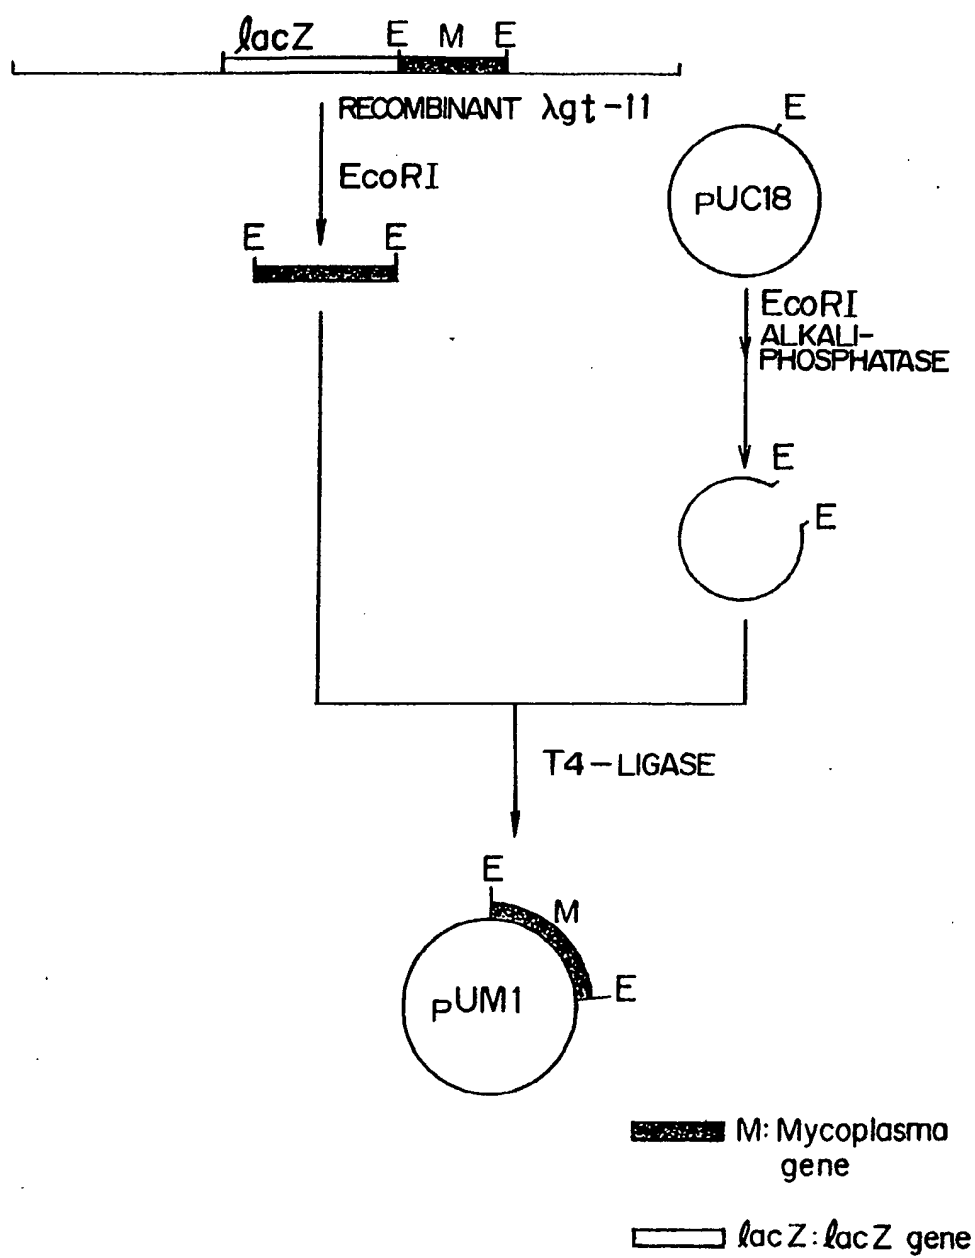 lacZ E M E
RECOMBINANT λgt-11
EcoRI
E E
E
pUC18
EcoRI
ALKALI-
PHOSPHATASE
E
E
T4-LIGASE
E
M
E
pUM1
M: Mycoplasma
gene
lacZ: lacZ gene